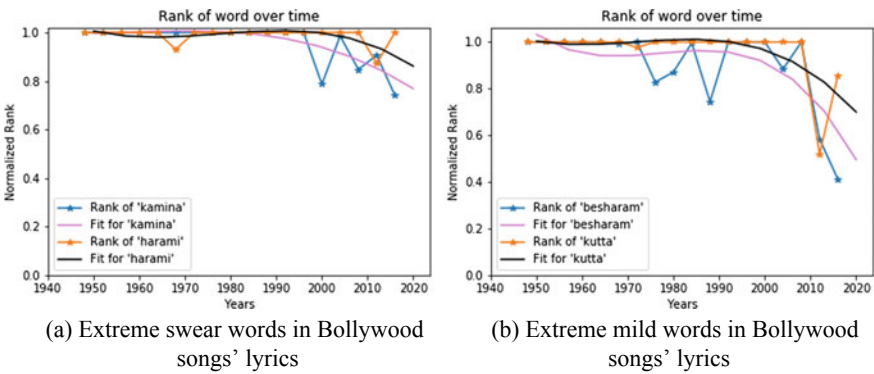 Rank of word over time
1.0
0.8
0.6
0.4
0.2
0.0
Normalized Rank
Rank of 'kamina'
Fit for 'kamina'
Rank of 'harami'
Fit for 'harami'
1940 1950 1960 1970 1980 1990 2000 2010 2020
Years
(a) Extreme swear words in Bollywood
songs' lyrics
Rank of word over time
1.0
0.8
0.6
0.4
0.2
0.0
Normalized Rank
Rank of 'besharam'
Fit for 'besharam'
Rank of 'kutta'
Fit for 'kutta'
1940 1950 1960 1970 1980 1990 2000 2010 2020
Years
(b) Extreme mild words in Bollywood
songs' lyrics